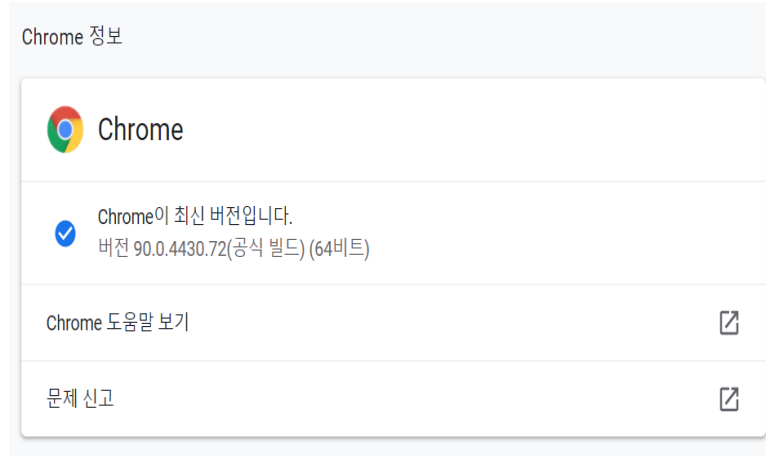 Chrome 정보
Chrome
Chrome이 최신 버전입니다.
버전 90.0.4430.72(공식 빌드) (64비트)
Chrome 도움말 보기
문제 신고